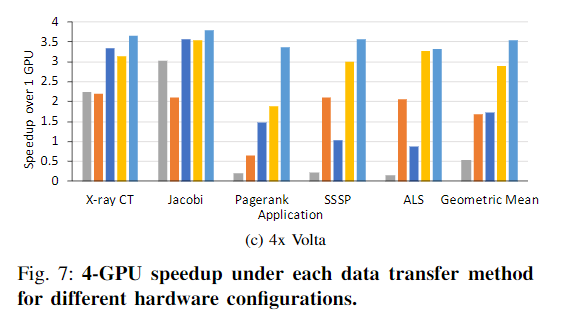 4
3.5
3
2.5
2
1.5
1
0.5
0
Speedup over 1 GPU
X-ray CT Jacobi Pagerank SSSP ALS Geometric Mean
Application
(c) 4x Volta
Fig. 7: 4-GPU speedup under each data transfer method
for different hardware configurations.